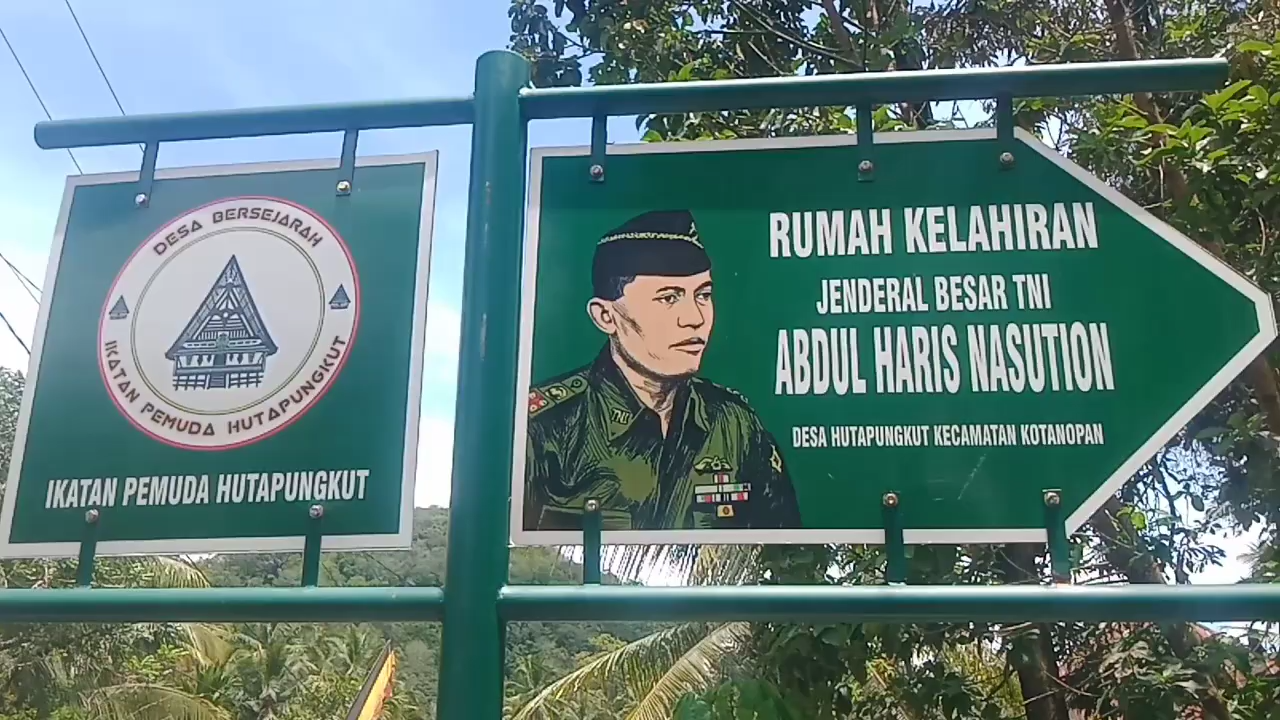 DESA BERSEJARAH
IKATAN PEMUDA HUTAPUNGKUT
IKATAN PEMUDA HUTAPUNGKUT
RUMAH KELAHIRAN
JENDERAL BESAR TNI
ABDUL HARIS NASUTION
DESA HUTAPUNGKUT KECAMATAN KOTANOPAN
TNI